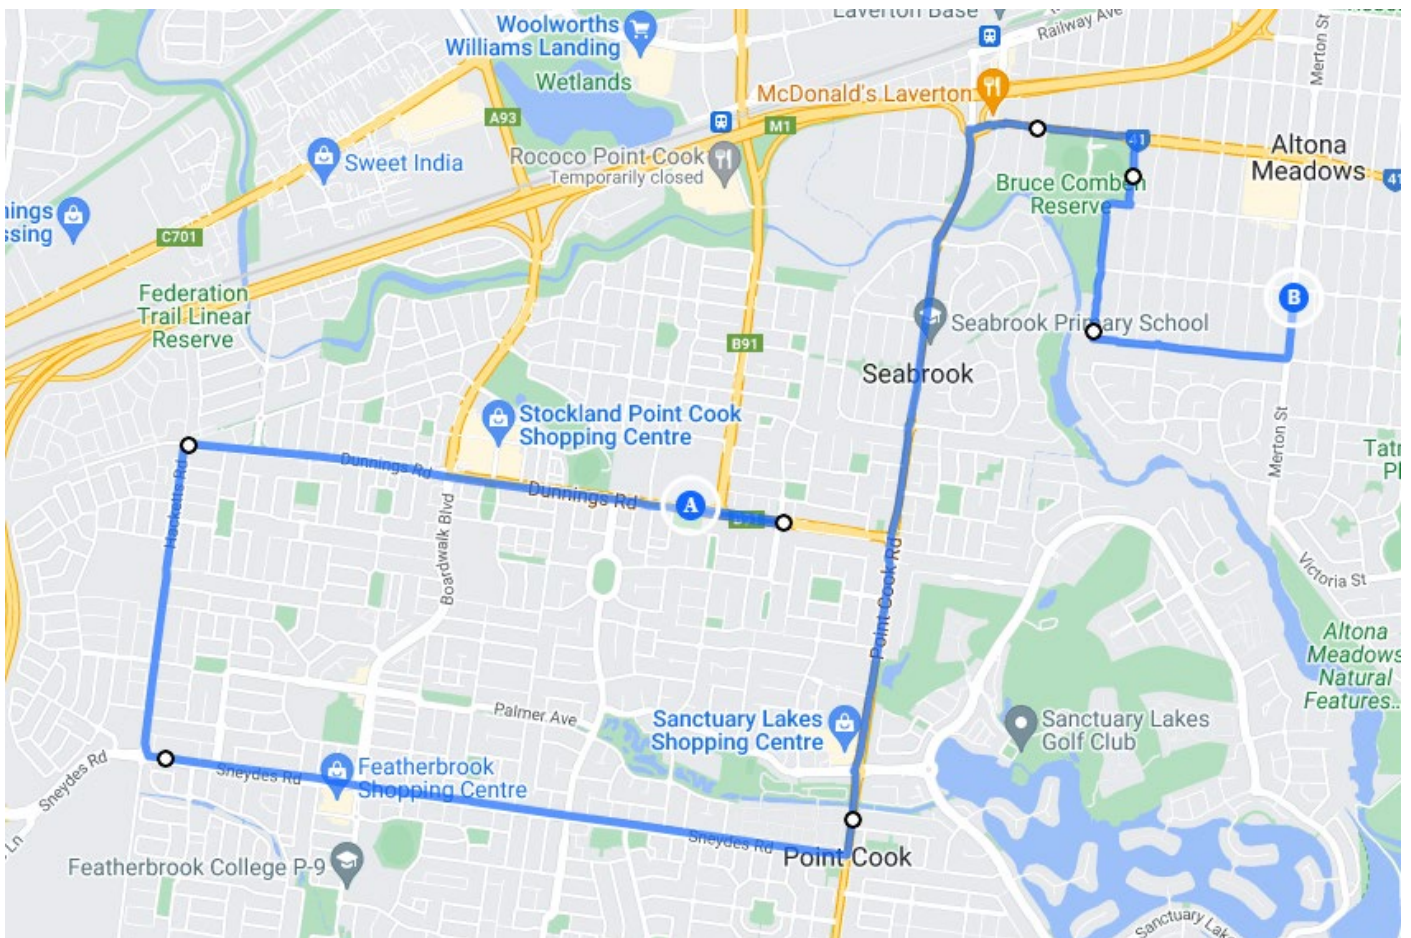 Laverton Base
Railway Ave
Merton St
Woolworths
Williams Landing
Wetlands
McDonald's Laverton
A93
M1
41
Altona
Meadows
41
Sweet India
Rococo Point Cook
Temporarily closed
Bruce Comben
Reserve
C701
B
Federation
Trail Linear
Reserve
Seabrook Primary School
B91
Seabrook
Stockland Point Cook
Shopping Centre
Merton St
Dunnings Rd
Dunnings Rd
A
Hacketts Rd
Boardwalk Blvd
Point Cook Rd
Victoria St
Altona
Meadows
Natural
Features...
Palmer Ave
Sanctuary Lakes
Shopping Centre
Sanctuary Lakes
Golf Club
Sneydes Rd
Sneydes Rd
Featherbrook
Shopping Centre
Sneydes Rd
Point Cook
Featherbrook College P-9
Ln